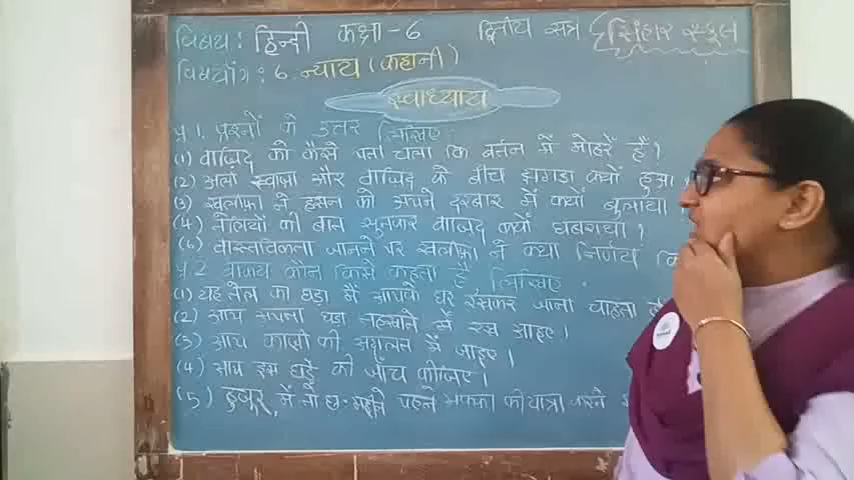 विषय : हिन्दी कक्षा - 6 द्वितीय सत्र सिंहार स्कूल
विषयांग : 6. न्याय (कहानी)
स्वाध्याय
प्र 1. प्रश्नों के उत्तर लिखिए :
(1) वाजिद को कैसे पता चला कि बर्तन में मोहरें हैं ?
(2) अली ख्वाज़ा और वाजिद के बीच झगडा क्यों हुआ
(3) खलीफ़ा ने हसन को अपने दरबार में क्यों बुलाया ?
(4) तेलियों की बात सुनकर वाजिद क्यों घबराया ?
(6) वास्तविकता जानने पर खलीफ़ा ने क्या निर्णय
प्र 2 वाक्य कौन किसे कहता है लिखिए .
(1) यह तेल का घड़ा मैं आपके घर रखकर जाना चाहता
(2) आप अपना घड़ा तहखाने में रख आइए ।
(3) आप काज़ी की अदालत में जाइए ।
(4) आप इस घड़े की जाँच कीजिए ।
(5) हुज़ूर, मैं तो छः महीने पहले मक्का की यात्रा करने